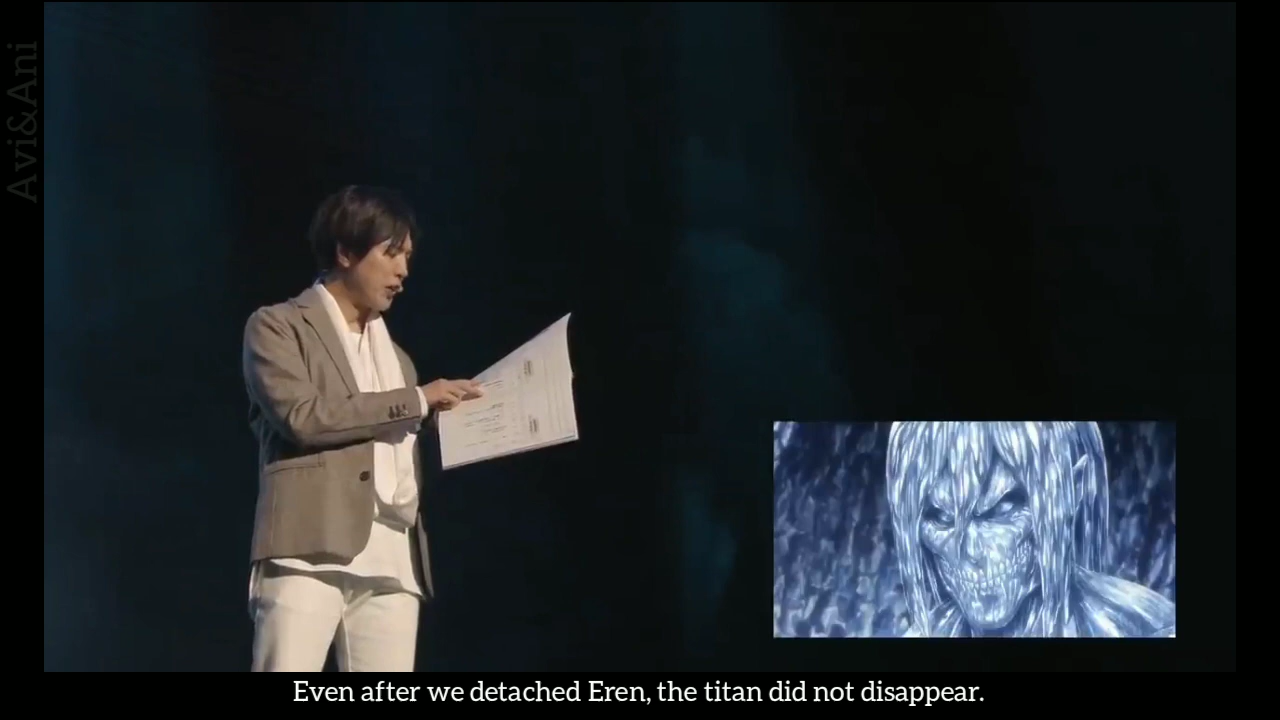 Avi&Ani
Even after we detached Eren, the titan did not disappear.